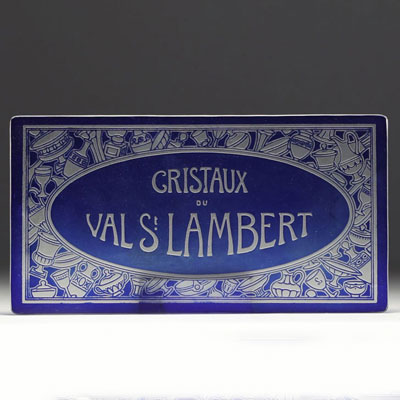 CRISTAUX
DU
VAL St. LAMBERT